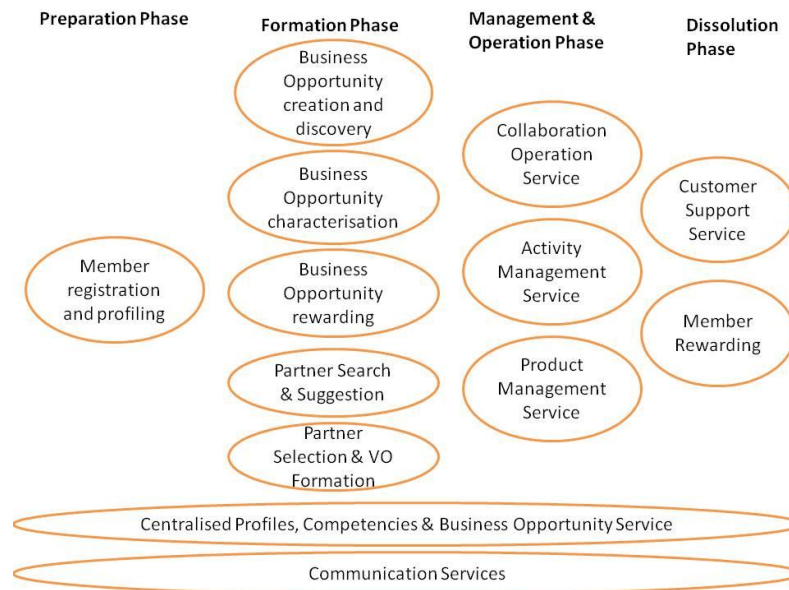 Preparation Phase
Formation Phase
Management &
Operation Phase
Dissolution
Phase
Member
registration
and profiling
Business
Opportunity
creation and
discovery
Business
Opportunity
characterisation
Business
Opportunity
rewarding
Partner Search
& Suggestion
Partner
Selection & VO
Formation
Collaboration
Operation
Service
Activity
Management
Service
Product
Management
Service
Customer
Support
Service
Member
Rewarding
Centralised Profiles, Competencies & Business Opportunity Service
Communication Services